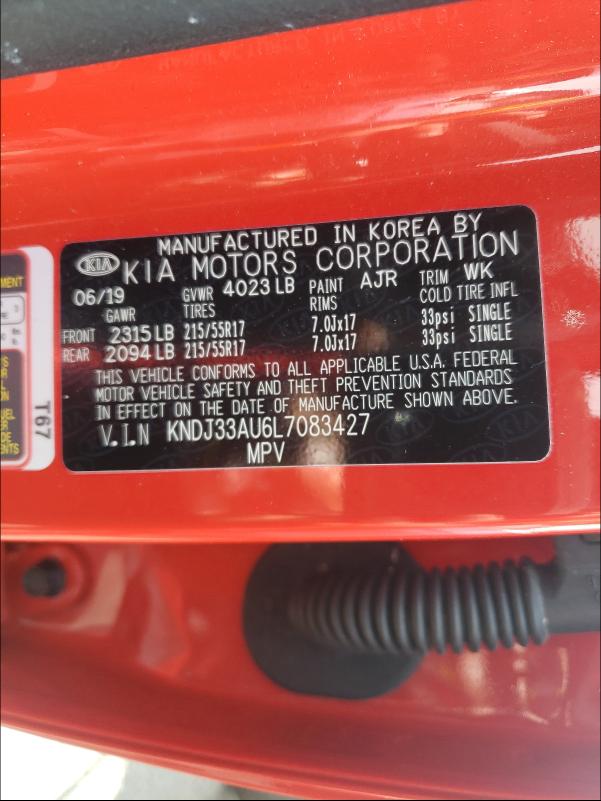 MANUFACTURED IN KOREA BY
KIA KIA MOTORS CORPORATION
06/19 GVWR 4023 LB PAINT AJR TRIM WK
GAWR TIRES RIMS COLD TIRE INFL
FRONT 2315 LB 215/55R17 7.0Jx17 33psi SINGLE
REAR 2094 LB 215/55R17 7.0Jx17 33psi SINGLE
THIS VEHICLE CONFORMS TO ALL APPLICABLE U.S.A. FEDERAL
MOTOR VEHICLE SAFETY AND THEFT PREVENTION STANDARDS
IN EFFECT ON THE DATE OF MANUFACTURE SHOWN ABOVE.
V.I.N KNDJ33AU6L7083427
MPV
T67